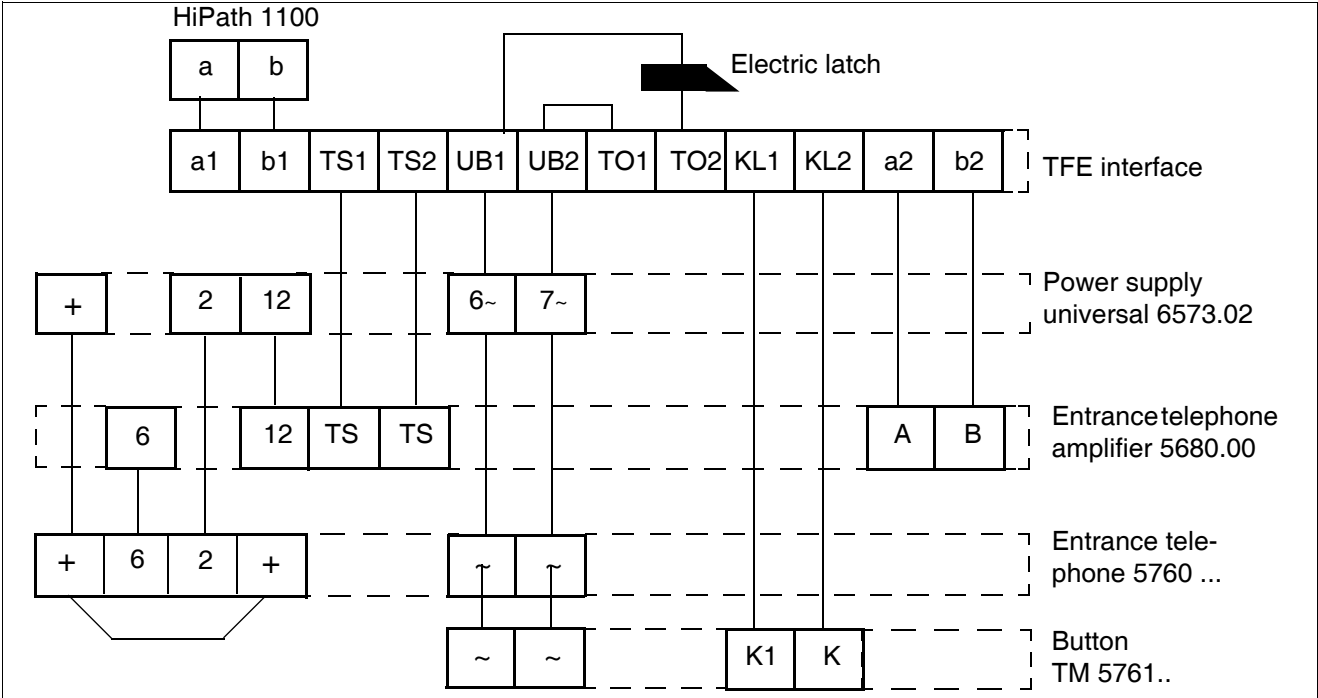 HiPath 1100
a b
Electric latch
a1 b1 TS1 TS2 UB1 UB2 TO1 TO2 KL1 KL2 a2 b2
TFE interface
+ 2 12 6~ 7~
Power supply
universal 6573.02
6 12 TS TS A B
Entrance telephone
amplifier 5680.00
+ 6 2 + ~ ~
Entrance tele-
phone 5760 ...
~ ~ K1 K
Button
TM 5761..